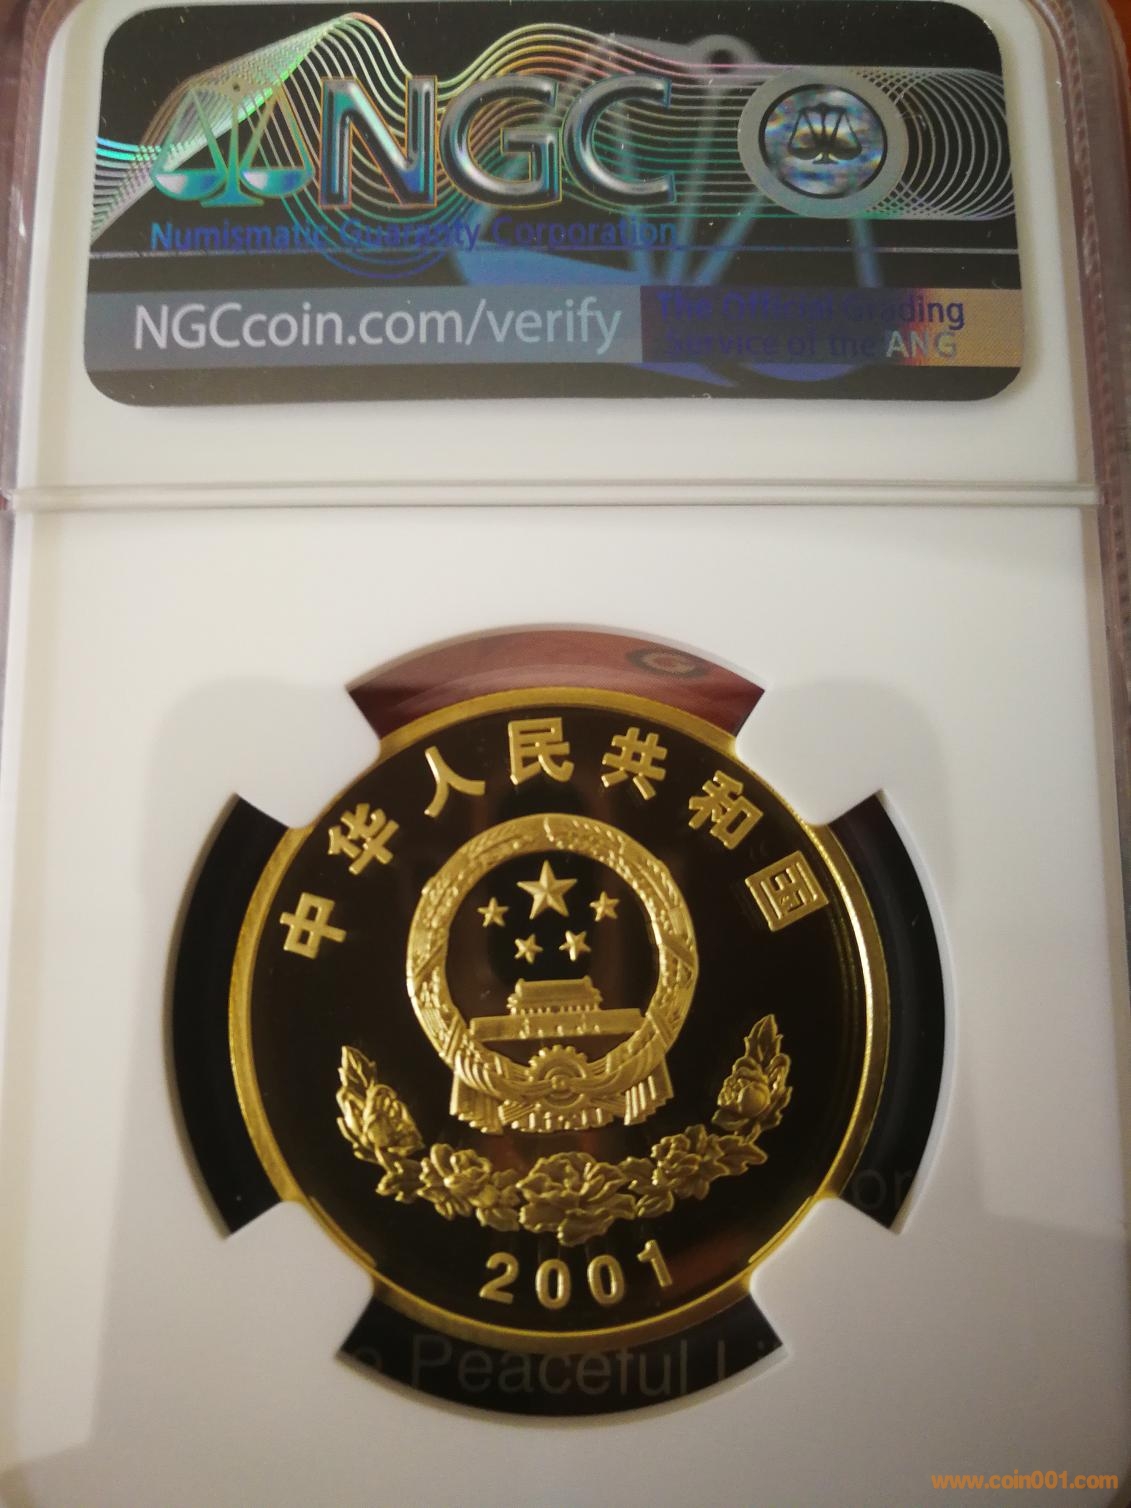 NGC
Numismatic Guaranty Corporation
NGCcoin.com/verify
The Official Grading
Service of the ANG
中华人民共和国
2001
Peaceful
www.coin001.com